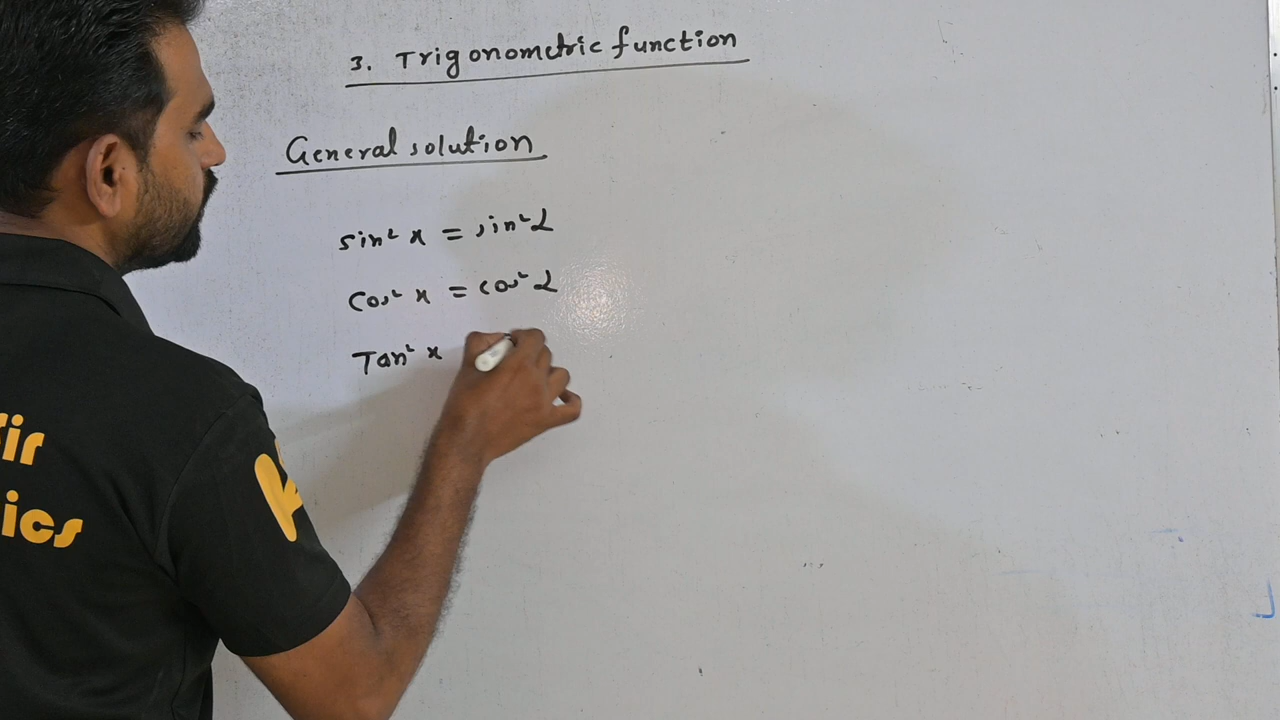 3. Trigonometric function
General solution
sin² x = sin² α
cos² x = cos² α
Tan² x